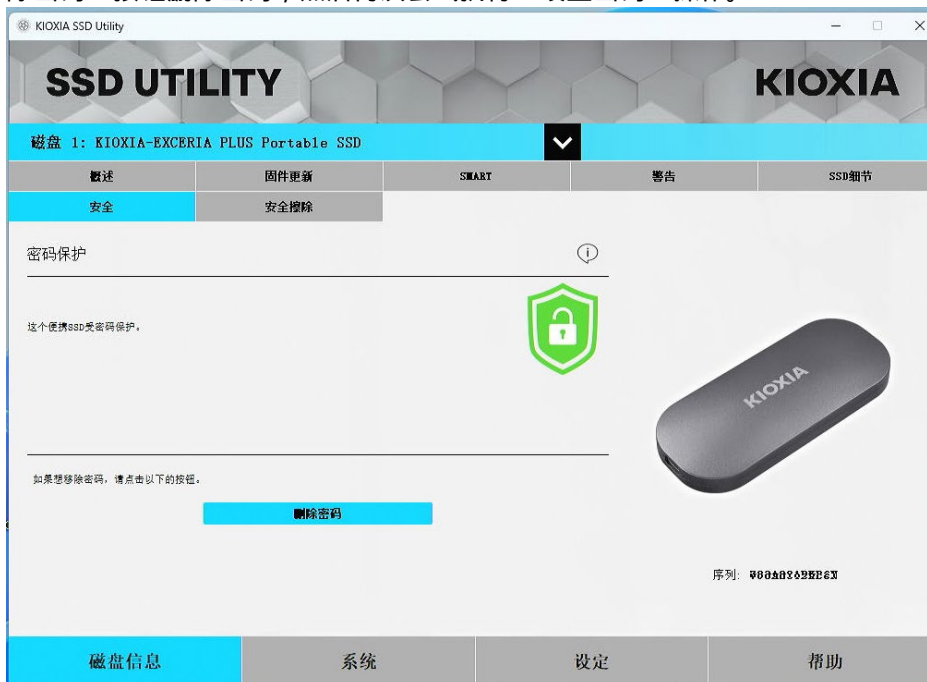 KIOXIA SSD Utility
SSD UTILITY
KIOXIA
磁盘 1: KIOXIA-EXCERIA PLUS Portable SSD
概述 固件更新 SMART 警告 SSD细节
安全 安全擦除
密码保护
这个便携SSD受密码保护。
KIOXIA
如果想移除密码，请点击以下的按钮。
删除密码
序列:
磁盘信息 系统 设定 帮助